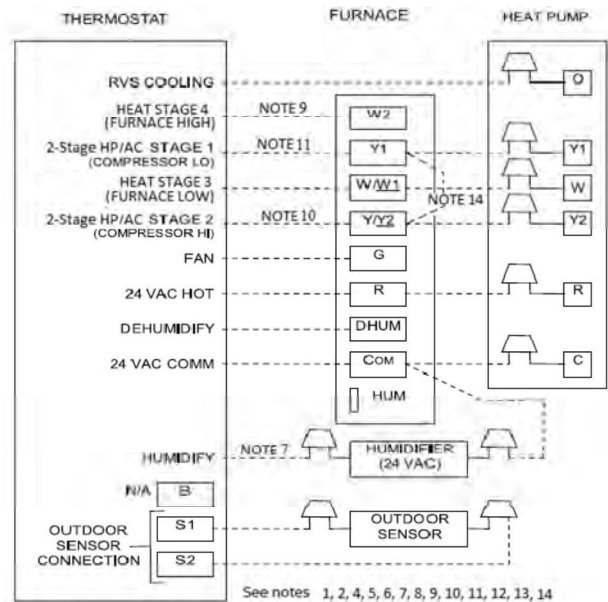 THERMOSTAT
FURNACE
HEAT PUMP
RVS COOLING
O
HEAT STAGE 4
(FURNACE HIGH)
NOTE 9
W2
2-Stage HP/AC STAGE 1
(COMPRESSOR LO)
NOTE 11
Y1
Y1
HEAT STAGE 3
(FURNACE LOW)
W/W1
NOTE 14
W
2-Stage HP/AC STAGE 2
(COMPRESSOR HI)
NOTE 10
Y/Y2
Y2
FAN
G
24 VAC HOT
R
R
DEHUMIDIFY
DHUM
24 VAC COMM
COM
C
HUM
HUMIDIFY
NOTE 7
HUMIDIFIER
(24 VAC)
N/A
B
OUTDOOR
SENSOR
CONNECTION
S1
S2
OUTDOOR
SENSOR
See notes 1, 2, 4, 5, 6, 7, 8, 9, 10, 11, 12, 13, 14